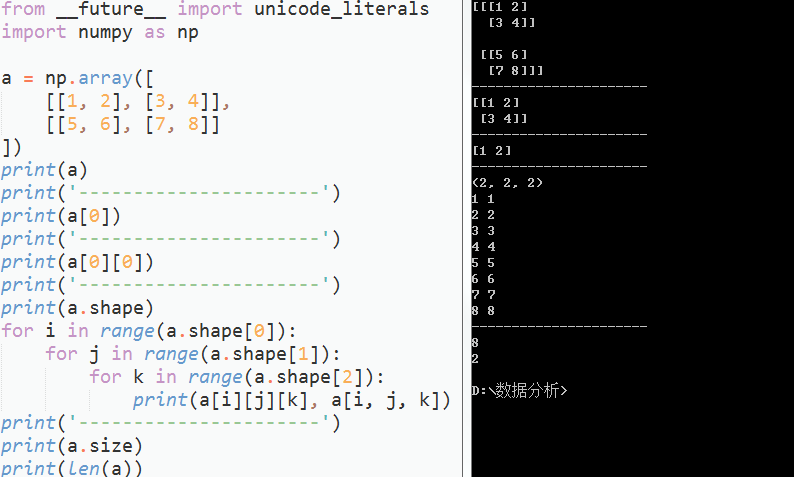 from __future__ import unicode_literals
import numpy as np
a = np.array([
    [[1, 2], [3, 4]],
    [[5, 6], [7, 8]]
])
print(a)
print('----------------------')
print(a[0])
print('----------------------')
print(a[0][0])
print('----------------------')
print(a.shape)
for i in range(a.shape[0]):
    for j in range(a.shape[1]):
        for k in range(a.shape[2]):
            print(a[i][j][k], a[i, j, k])
print('----------------------')
print(a.size)
print(len(a))
[[[1 2]
  [3 4]]
 [[5 6]
  [7 8]]]
----------------------
[[1 2]
 [3 4]]
----------------------
[1 2]
----------------------
(2, 2, 2)
1 1
2 2
3 3
4 4
5 5
6 6
7 7
8 8
----------------------
8
2
D:\数据分析>